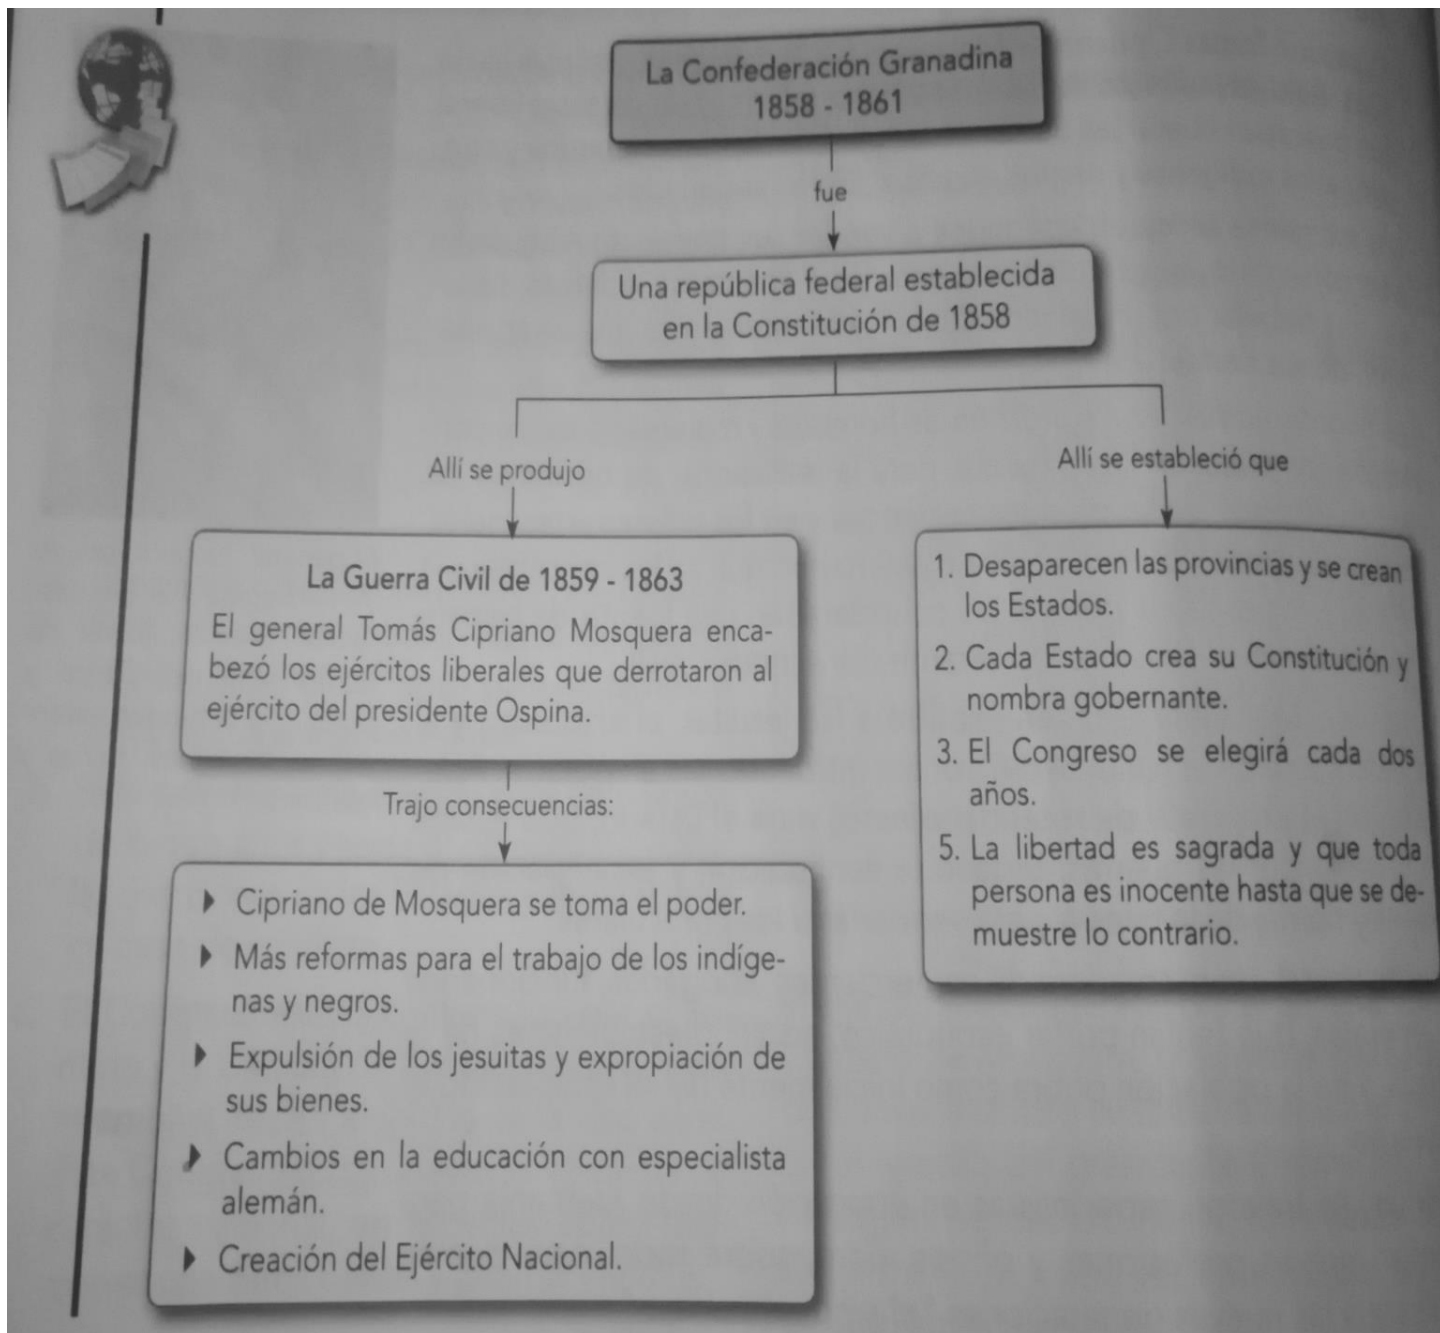 La Confederación Granadina
1858 - 1861
fue
Una república federal establecida
en la Constitución de 1858
Allí se produjo
La Guerra Civil de 1859 - 1863
El general Tomás Cipriano Mosquera enca-
bezó los ejércitos liberales que derrotaron al
ejército del presidente Ospina.
Trajo consecuencias:
Cipriano de Mosquera se toma el poder.
Más reformas para el trabajo de los indíge-
nas y negros.
Expulsión de los jesuitas y expropiación de
sus bienes.
Cambios en la educación con especialista
alemán.
Creación del Ejército Nacional.
Allí se estableció que
1. Desaparecen las provincias y se crean
los Estados.
2. Cada Estado crea su Constitución y
nombra gobernante.
3. El Congreso se elegirá cada dos
años.
5. La libertad es sagrada y que toda
persona es inocente hasta que se de-
muestre lo contrario.